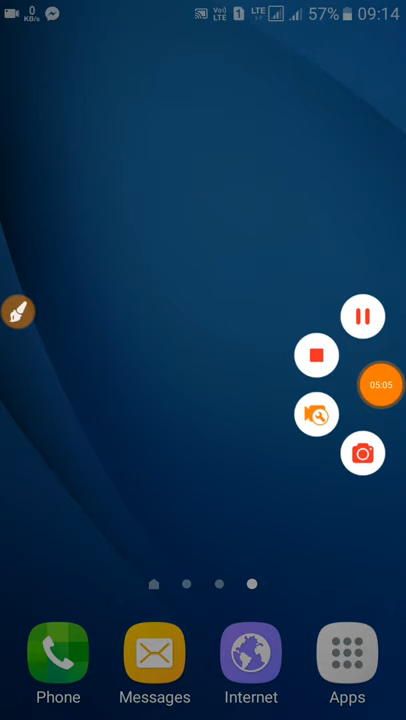 0
KB/s
Vo))
LTE
1
LTE
57%
09:14
05:05
Phone
Messages
Internet
Apps